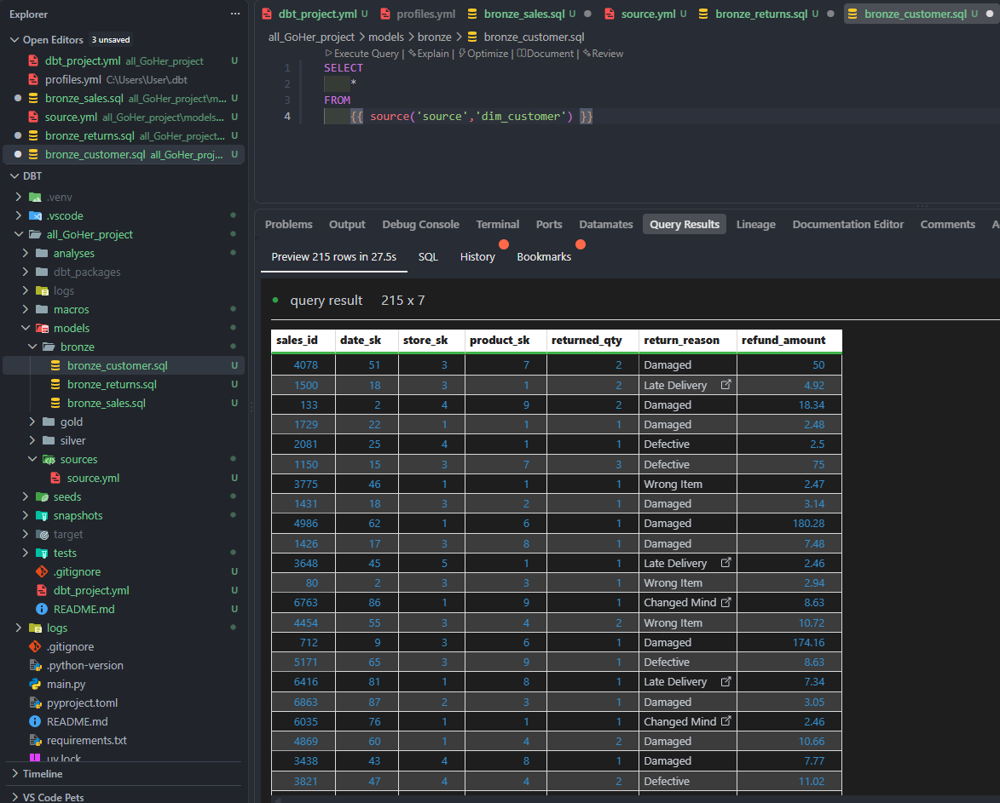 Explorer
Open Editors 3 unsaved
dbt_project.yml all_GoHer_project U
profiles.yml C:\Users\User\.dbt
bronze_sales.sql all_GoHer_project\m... U
source.yml all_GoHer_project\models... U
bronze_returns.sql all_GoHer_project... U
bronze_customer.sql all_GoHer_proj... U
DBT
.venv
.vscode
all_GoHer_project
analyses
dbt_packages
logs
macros
models
bronze
bronze_customer.sql U
bronze_returns.sql U
bronze_sales.sql U
gold
silver
sources
source.yml U
seeds
snapshots
target
tests
.gitignore U
dbt_project.yml U
README.md U
logs
.gitignore
.python-version
main.py
pyproject.toml
README.md
requirements.txt
uv.lock
Timeline
VS Code Pets
dbt_project.yml U profiles.yml bronze_sales.sql U source.yml U bronze_returns.sql U bronze_customer.sql U
all_GoHer_project > models > bronze > bronze_customer.sql
Execute Query | Explain | Optimize | Document | Review
1 SELECT
2 *
3 FROM
4 {{ source('source','dim_customer') }}
Problems Output Debug Console Terminal Ports Datamates Query Results Lineage Documentation Editor Comments A
Preview 215 rows in 27.5s SQL History Bookmarks
query result 215 x 7
sales_id date_sk store_sk product_sk returned_qty return_reason refund_amount
4078 51 3 7 2 Damaged 50
1500 18 3 1 2 Late Delivery 4.92
133 2 4 9 2 Damaged 18.34
1729 22 1 1 1 Damaged 2.48
2081 25 4 1 1 Defective 2.5
1150 15 3 7 3 Defective 75
3775 46 1 1 1 Wrong Item 2.47
1431 18 3 2 1 Damaged 3.14
4986 62 1 6 1 Damaged 180.28
1426 17 3 8 1 Damaged 7.48
3648 45 5 1 1 Late Delivery 2.46
80 2 3 3 1 Wrong Item 2.94
6763 86 1 9 1 Changed Mind 8.63
4454 55 3 4 2 Wrong Item 10.72
712 9 3 6 1 Damaged 174.16
5171 65 3 9 1 Defective 8.63
6416 81 1 8 1 Late Delivery 7.34
6863 87 2 3 1 Damaged 3.05
6035 76 1 1 1 Changed Mind 2.46
4869 60 1 4 2 Damaged 10.66
3438 43 4 8 1 Damaged 7.77
3821 47 4 4 2 Defective 11.02